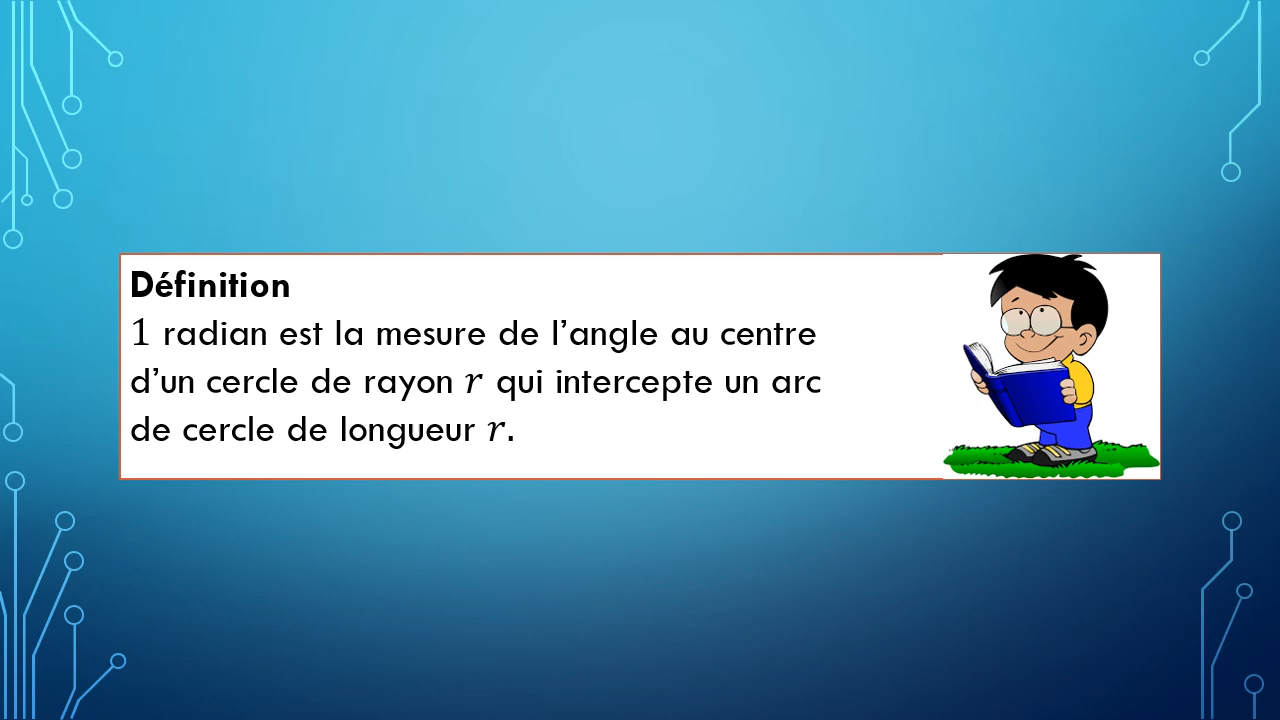 Définition
1 radian est la mesure de l’angle au centre
d’un cercle de rayon r qui intercepte un arc
de cercle de longueur r.